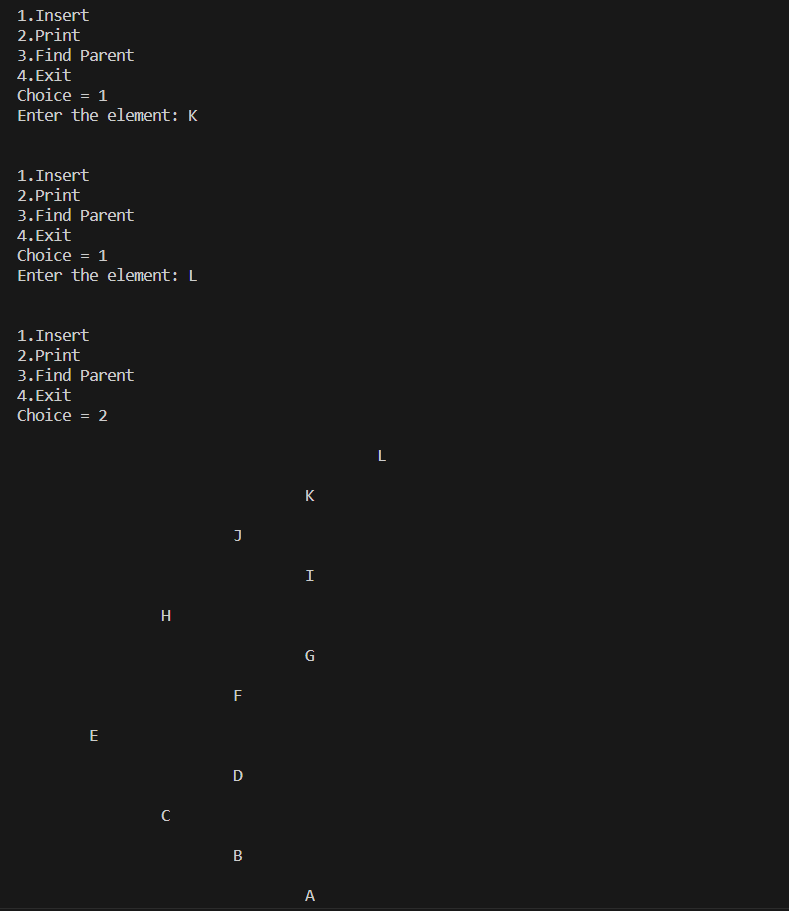 1.Insert
2.Print
3.Find Parent
4.Exit
Choice = 1
Enter the element: K
1.Insert
2.Print
3.Find Parent
4.Exit
Choice = 1
Enter the element: L
1.Insert
2.Print
3.Find Parent
4.Exit
Choice = 2
L
K
J
I
H
G
F
E
D
C
B
A